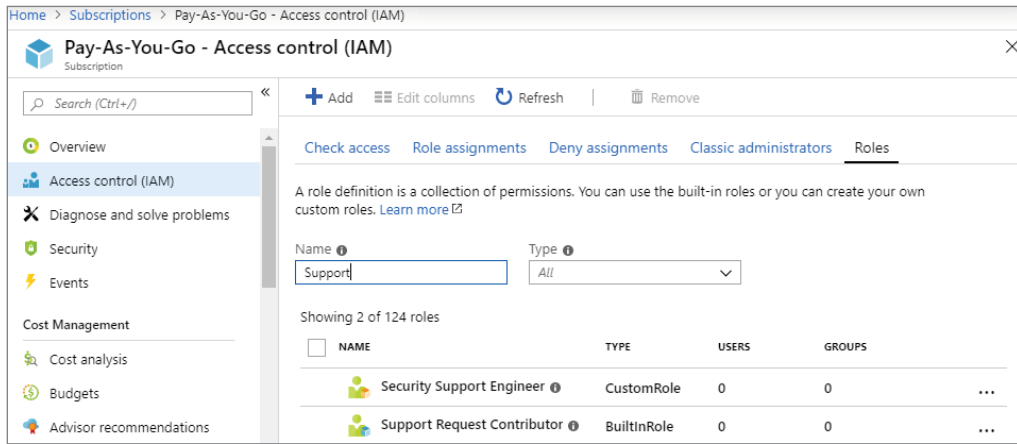 Home > Subscriptions > Pay-As-You-Go - Access control (IAM)
Pay-As-You-Go - Access control (IAM)
Subscription
Search (Ctrl+/)
Overview
Access control (IAM)
Diagnose and solve problems
Security
Events
Cost Management
Cost analysis
Budgets
Advisor recommendations
Add Edit columns Refresh Remove
Check access Role assignments Deny assignments Classic administrators Roles
A role definition is a collection of permissions. You can use the built-in roles or you can create your own
custom roles. Learn more
Name Type
Support All
Showing 2 of 124 roles
NAME TYPE USERS GROUPS
Security Support Engineer CustomRole 0 0 ...
Support Request Contributor BuiltInRole 0 0 ...